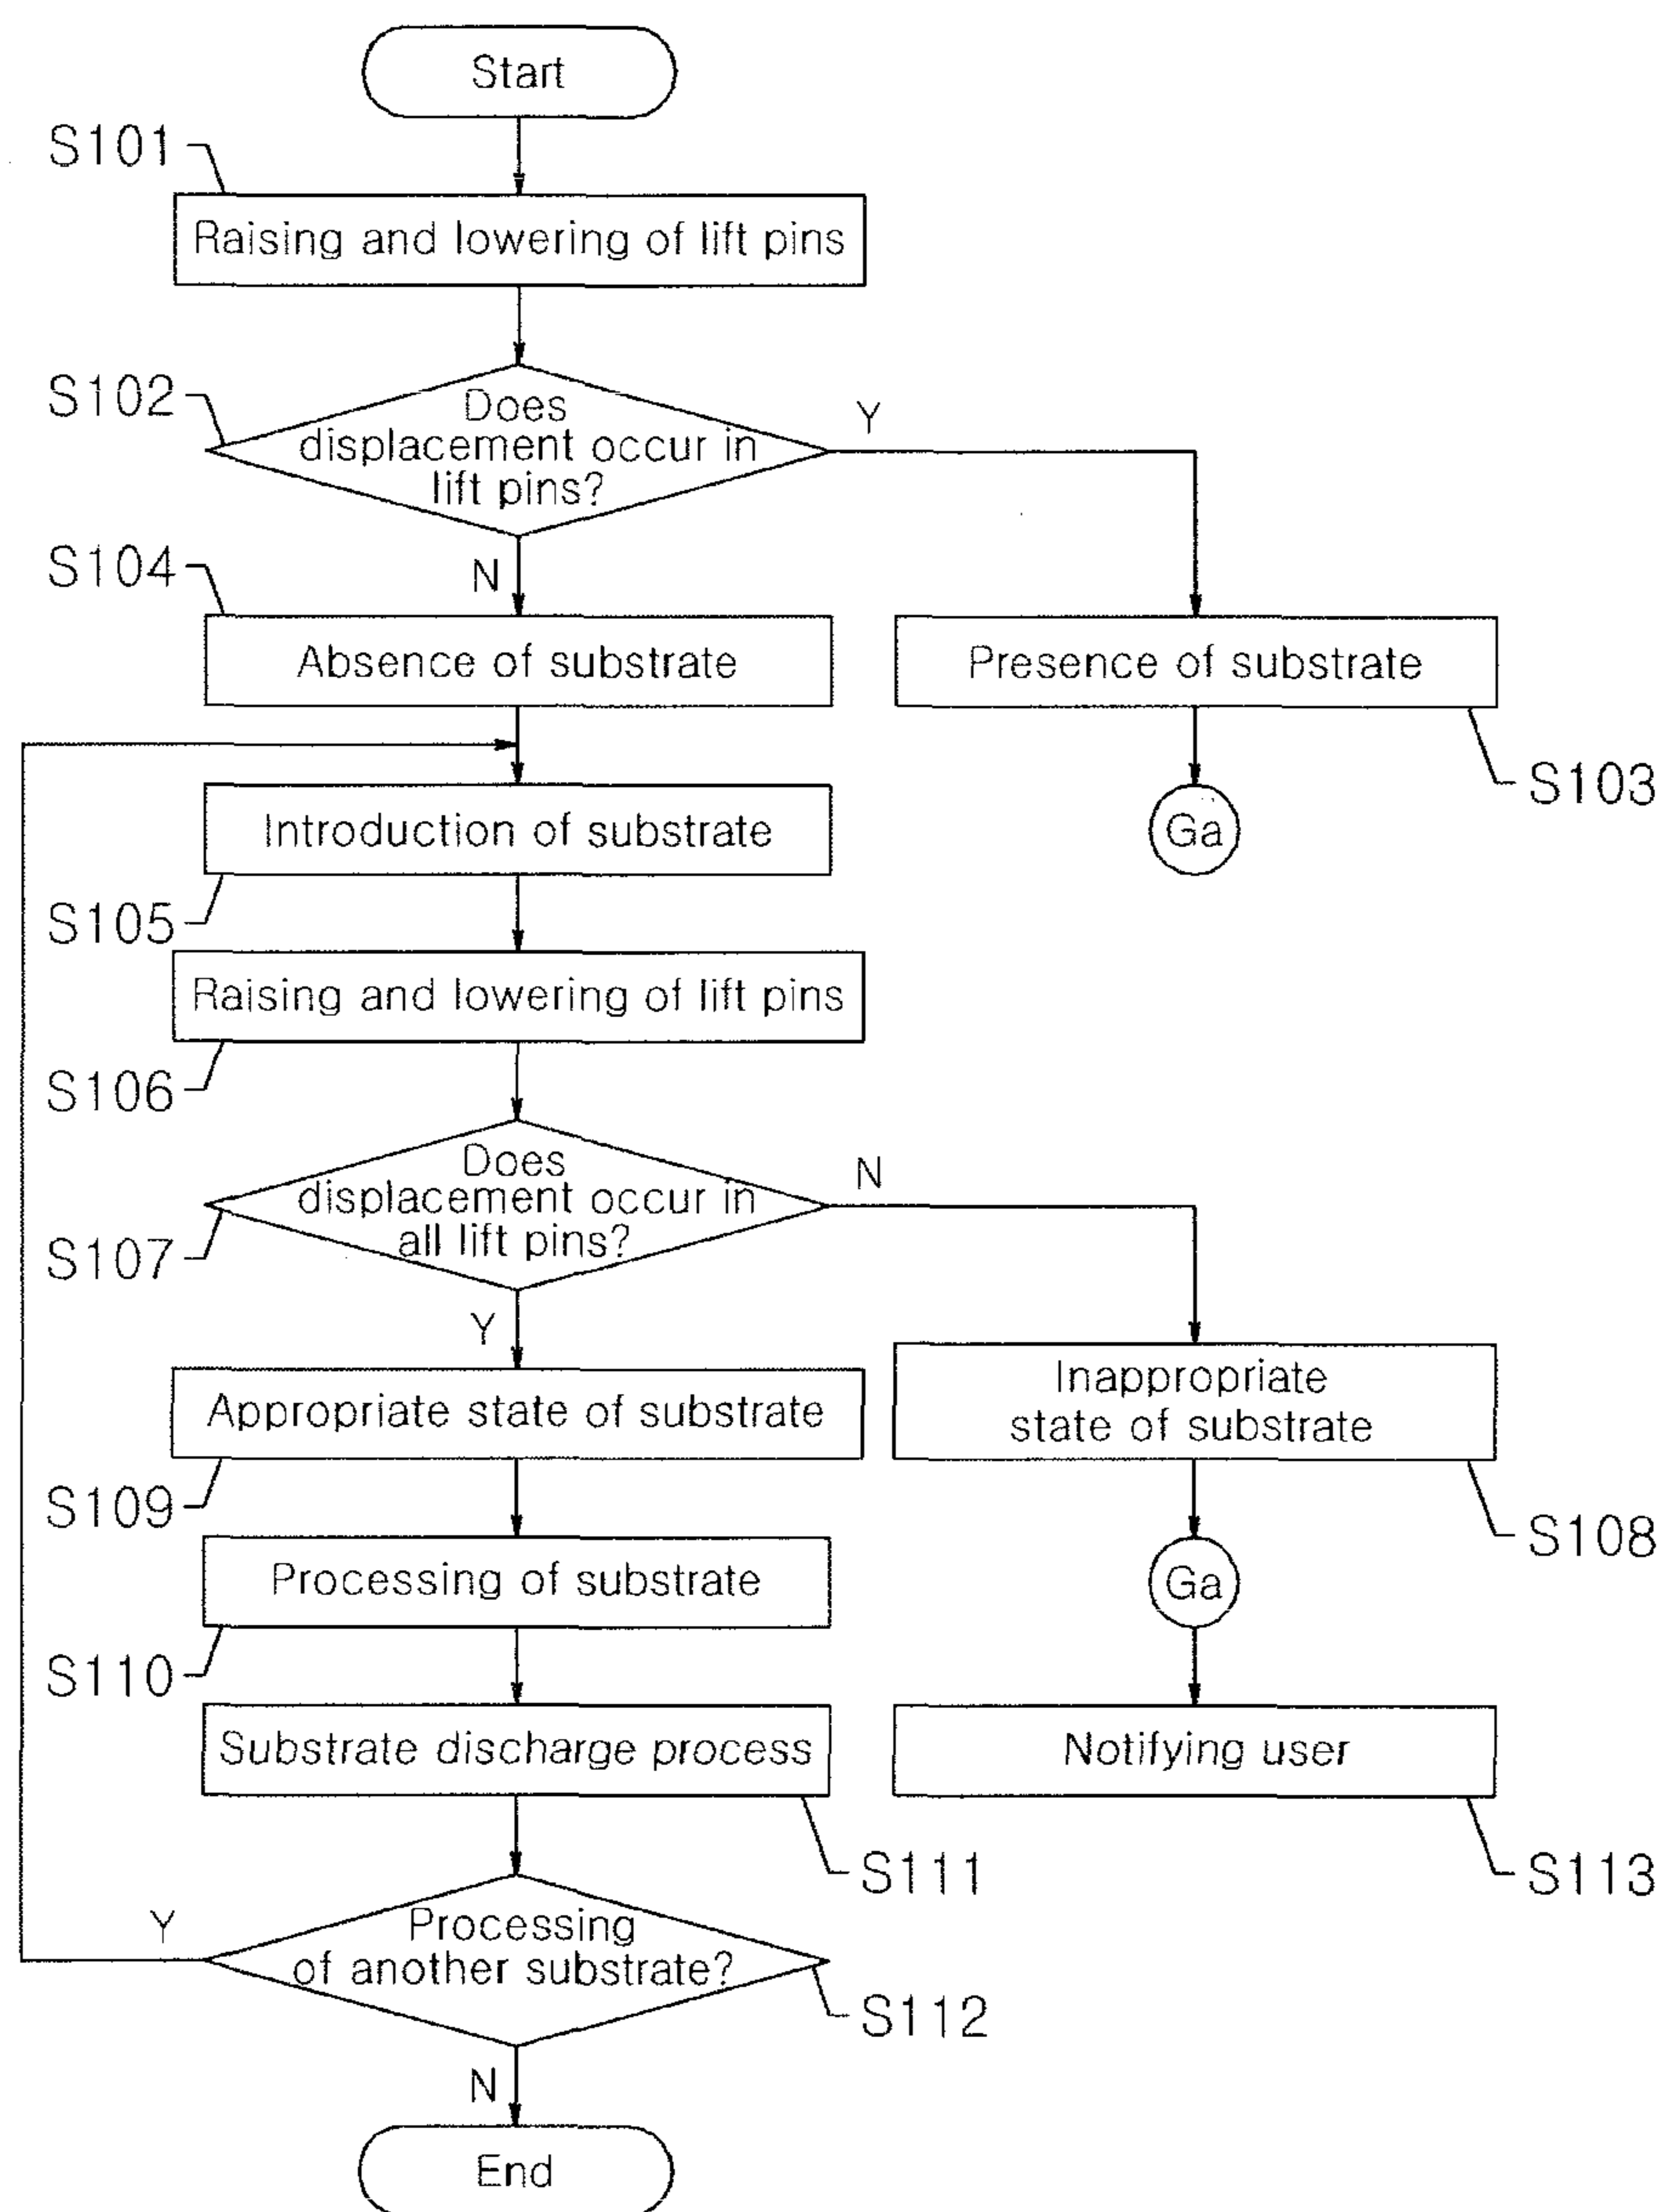 Start
S101
Raising and lowering of lift pins
S102
Does
displacement occur in
lift pins?
Y
N
S104
Absence of substrate
Presence of substrate
S103
Introduction of substrate
Ga
S105
Raising and lowering of lift pins
S106
Does
displacement occur in
all lift pins?
N
S107
Y
Appropriate state of substrate
Inappropriate
state of substrate
S109
S108
Processing of substrate
Ga
S110
Substrate discharge process
Notifying user
S111
S113
Processing
of another substrate?
Y
S112
N
End